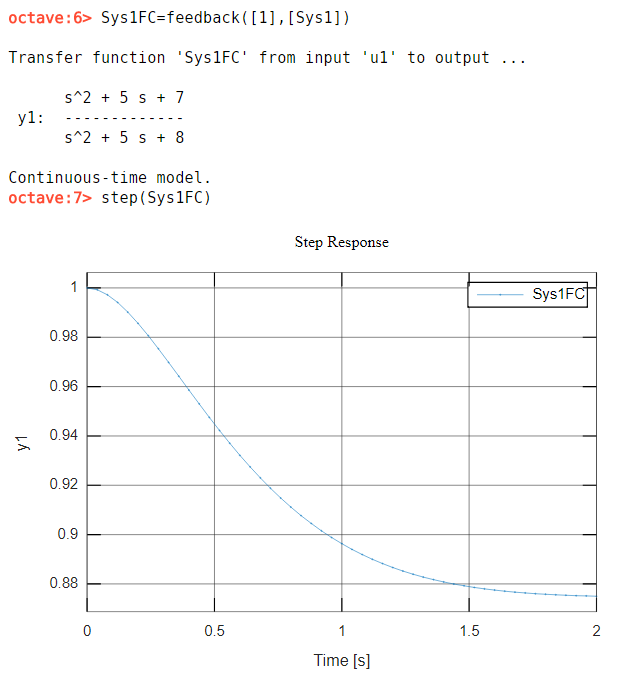 octave:6> Sys1FC=feedback([1],[Sys1])
Transfer function 'Sys1FC' from input 'u1' to output ...
s^2 + 5 s + 7
y1: -------------
s^2 + 5 s + 8
Continuous-time model.
octave:7> step(Sys1FC)
Step Response
Sys1FC
1
0.98
0.96
0.94
0.92
0.9
0.88
y1
0 0.5 1 1.5 2
Time [s]